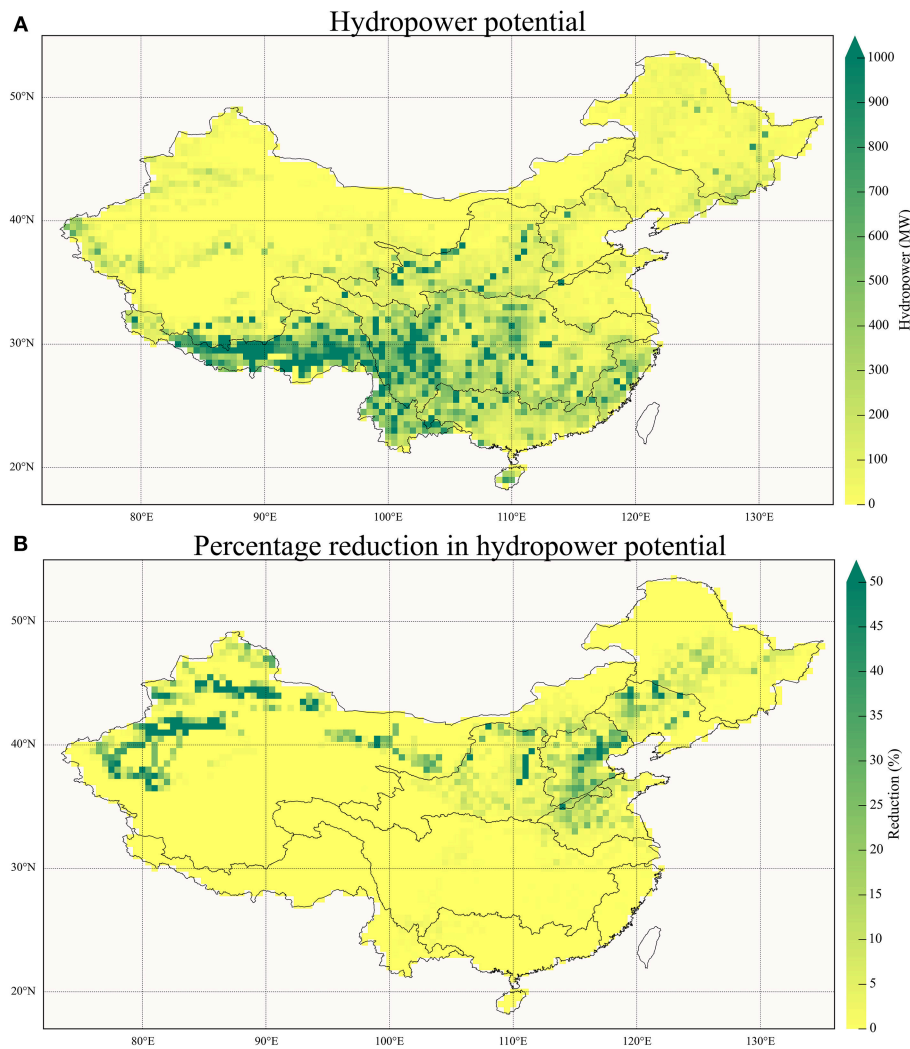 A
Hydropower potential
50°N
40°N
30°N
20°N
80°E
90°E
100°E
110°E
120°E
130°E
1000
900
800
700
600
500
400
300
200
100
0
Hydropower (MW)
B
Percentage reduction in hydropower potential
50°N
40°N
30°N
20°N
80°E
90°E
100°E
110°E
120°E
130°E
50
45
40
35
30
25
20
15
10
5
0
Reduction (%)